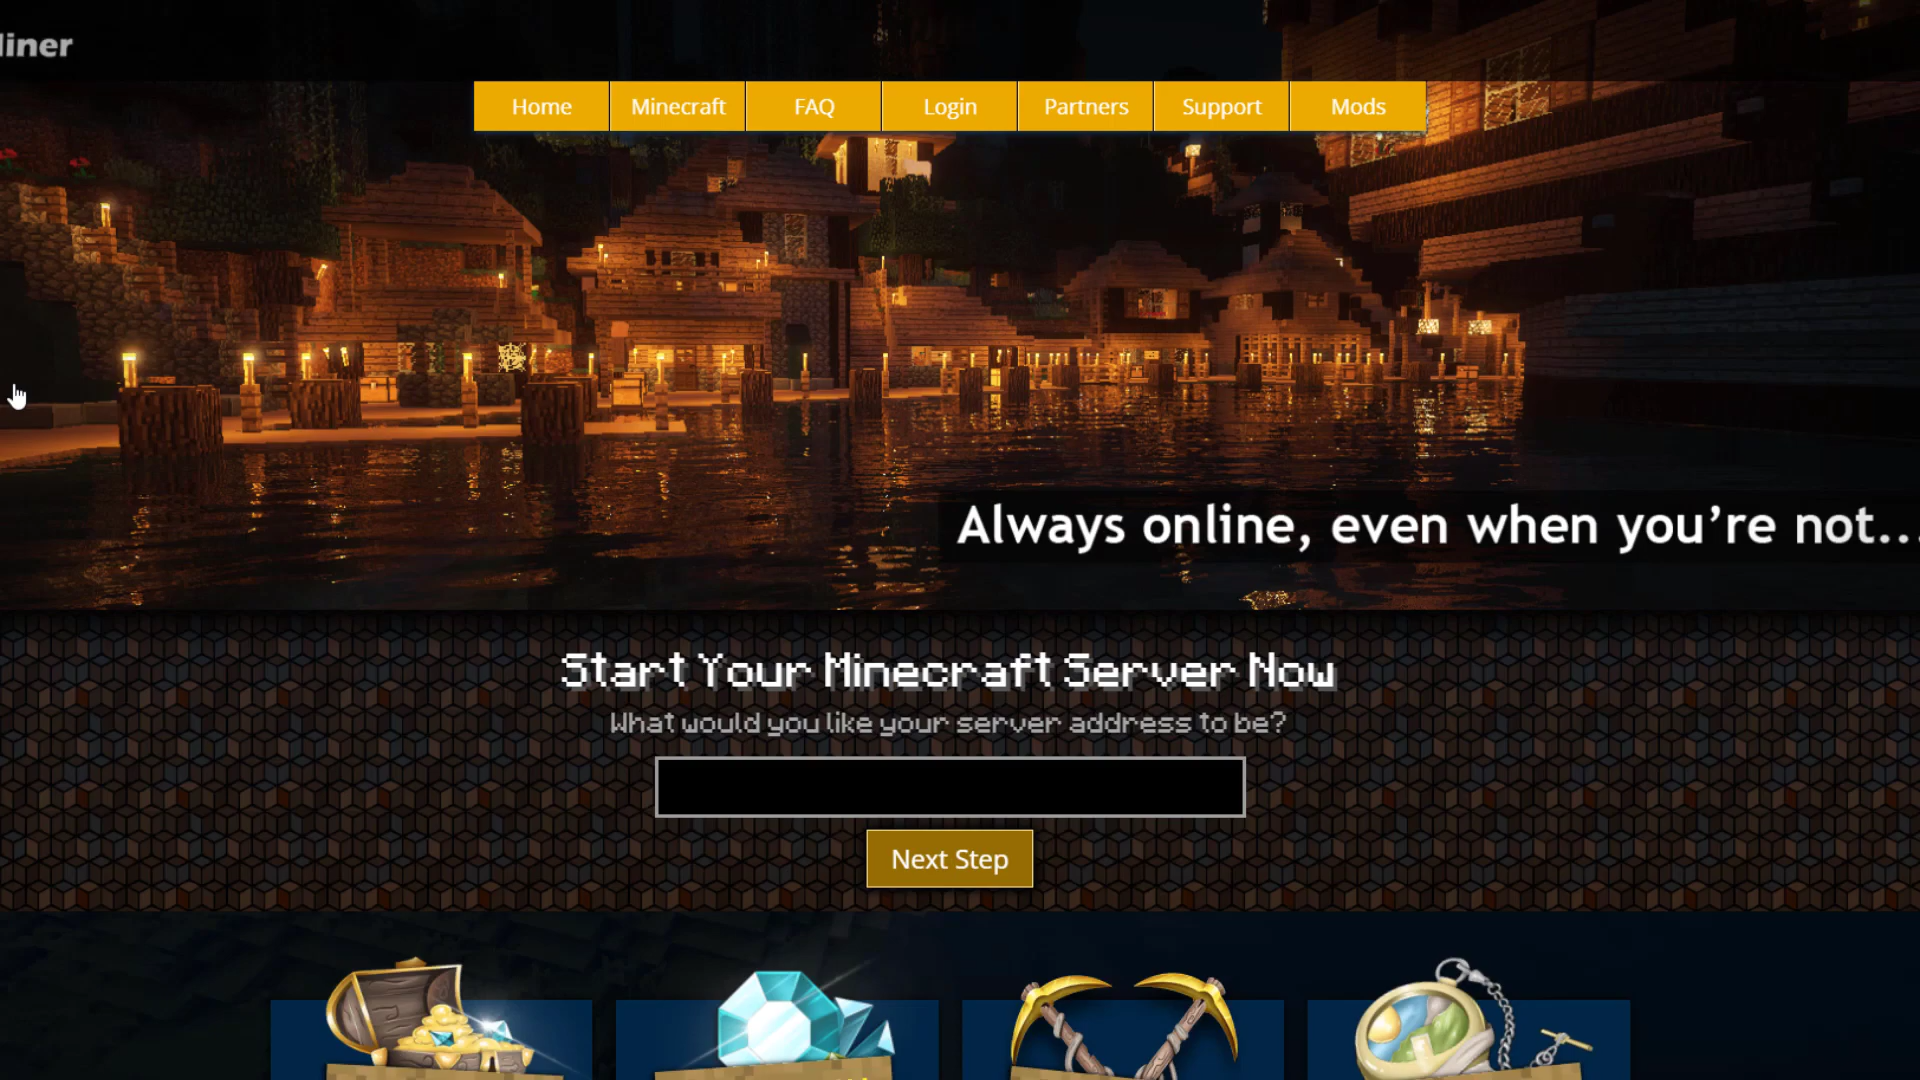 Home Minecraft FAQ Login Partners Support Mods
Always online, even when you’re not...
Start Your Minecraft Server Now
What would you like your server address to be?
Next Step